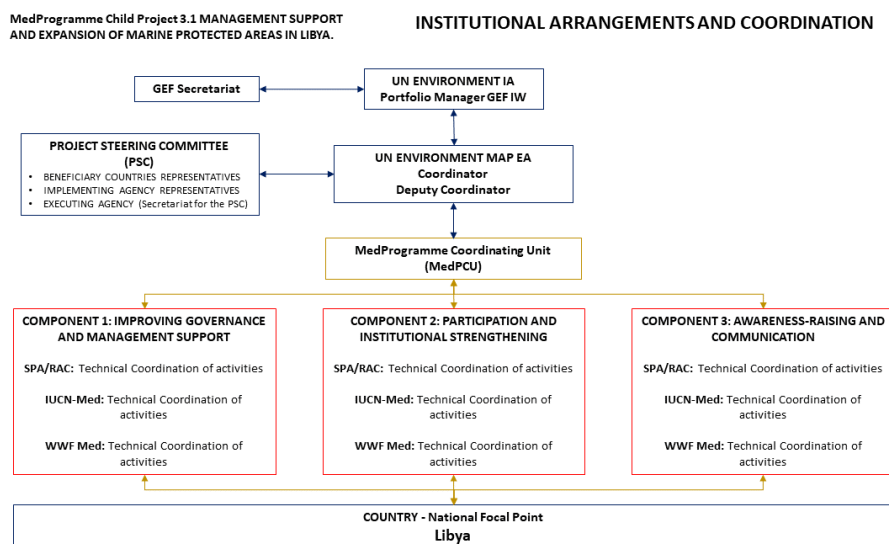 MedProgramme Child Project 3.1 MANAGEMENT SUPPORT
AND EXPANSION OF MARINE PROTECTED AREAS IN LIBYA.
INSTITUTIONAL ARRANGEMENTS AND COORDINATION
GEF Secretariat
UN ENVIRONMENT IA
Portfolio Manager GEF IW
PROJECT STEERING COMMITTEE
(PSC)
• BENEFICIARY COUNTRIES REPRESENTATIVES
• IMPLEMENTING AGENCY REPRESENTATIVES
• EXECUTING AGENCY (Secretariat for the PSC)
UN ENVIRONMENT MAP EA
Coordinator
Deputy Coordinator
MedProgramme Coordinating Unit
(MedPCU)
COMPONENT 1: IMPROVING GOVERNANCE
AND MANAGEMENT SUPPORT
SPA/RAC: Technical Coordination of activities
IUCN-Med: Technical Coordination of
activities
WWF Med: Technical Coordination of
activities
COMPONENT 2: PARTICIPATION AND
INSTITUTIONAL STRENGTHENING
SPA/RAC: Technical Coordination of activities
IUCN-Med: Technical Coordination of
activities
WWF Med: Technical Coordination of
activities
COMPONENT 3: AWARENESS-RAISING AND
COMMUNICATION
SPA/RAC: Technical Coordination of activities
IUCN-Med: Technical Coordination of
activities
WWF Med: Technical Coordination of
activities
COUNTRY - National Focal Point
Libya